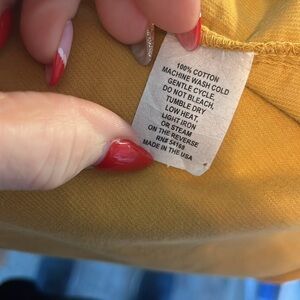 100% COTTON
MACHINE WASH COLD
GENTLE CYCLE,
DO NOT BLEACH,
TUMBLE DRY
LOW HEAT,
LIGHT IRON
OR STEAM
ON THE REVERSE
RN# 54169
MADE IN THE USA